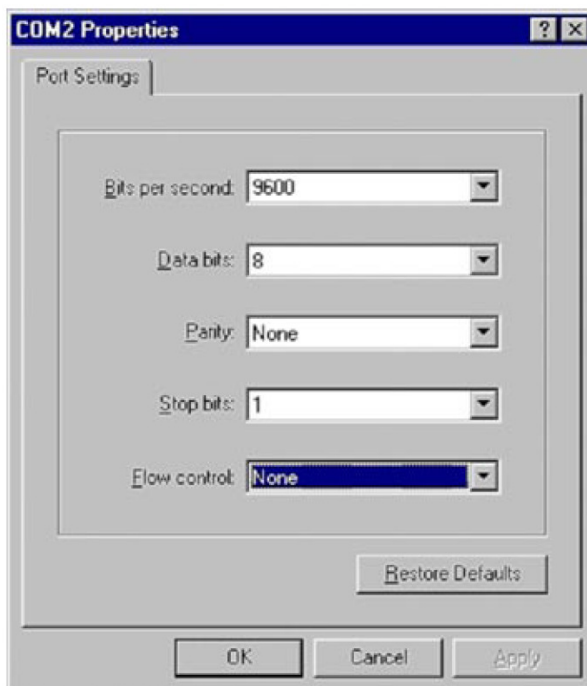 COM2 Properties
Port Settings
Bits per second: 9600
Data bits: 8
Parity: None
Stop bits: 1
Flow control: None
Restore Defaults
OK Cancel Apply